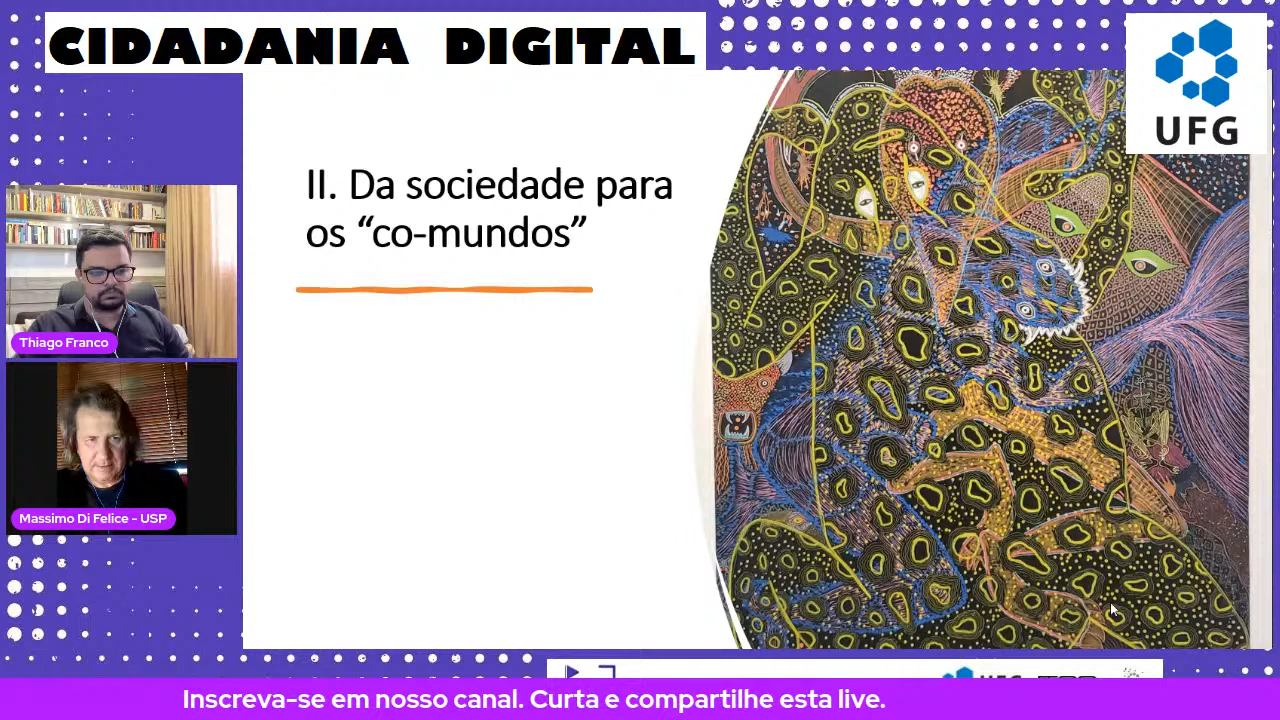 CIDADANIA DIGITAL
UFG
II. Da sociedade para
os “co-mundos”
Thiago Franco
Massimo Di Felice - USP
Inscreva-se em nosso canal. Curta e compartilhe esta live.